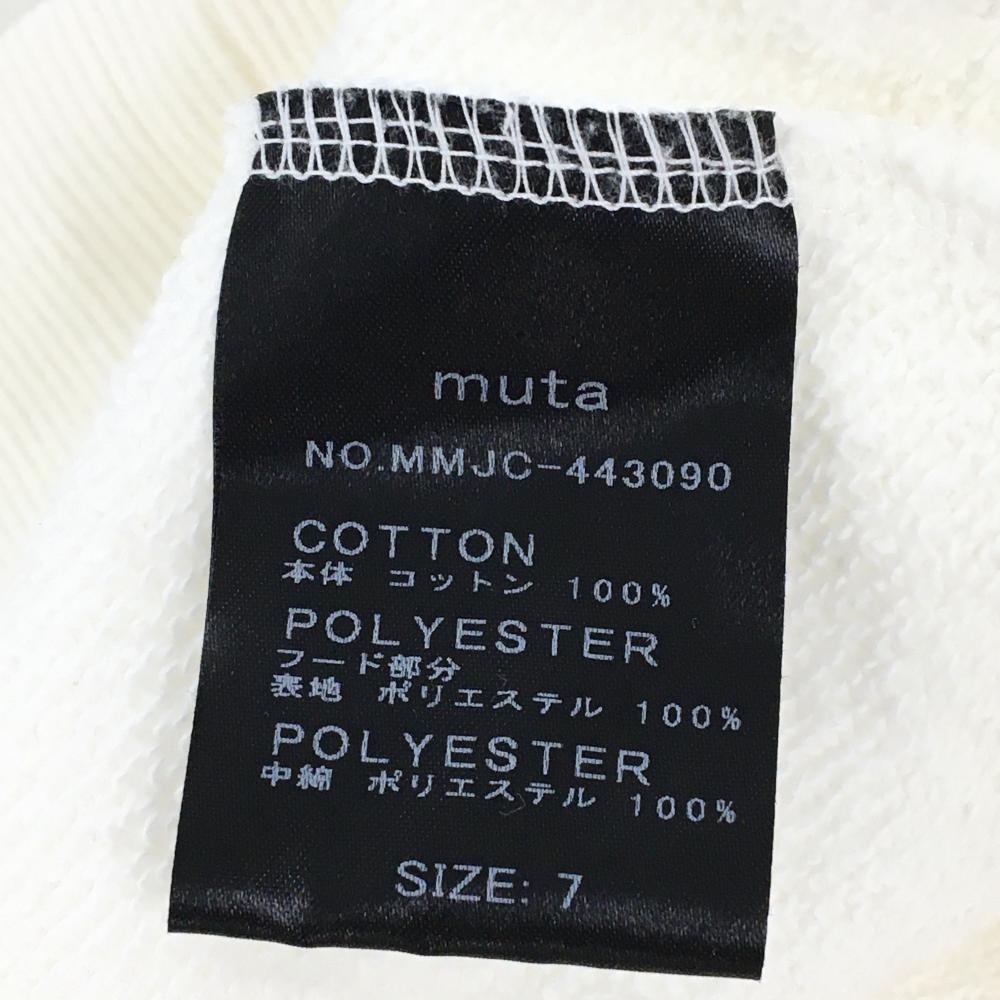 muta
NO.MMJC-443090
COTTON
本体 コットン 100%
POLYESTER
フード部分
表地 ポリエステル 100%
POLYESTER
中綿 ポリエステル 100%
SIZE: 7